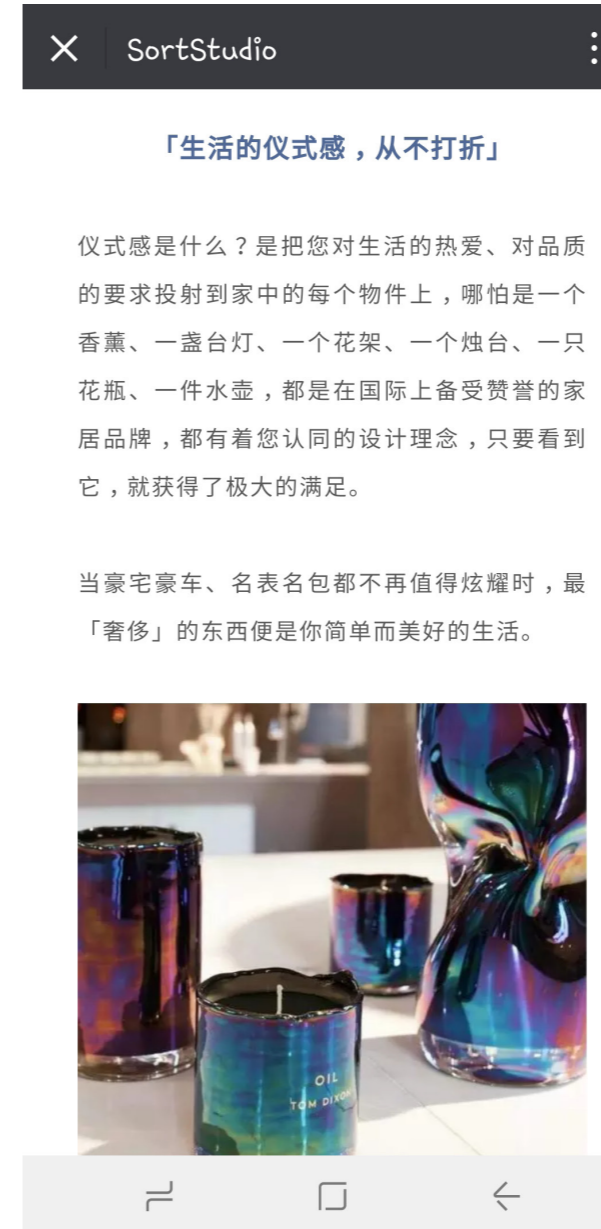 SortStudio
「生活的仪式感，从不打折」
仪式感是什么？是把您对生活的热爱、对品质
的要求投射到家中的每个物件上，哪怕是一个
香薰、一盏台灯、一个花架、一个烛台、一只
花瓶、一件水壶，都是在国际上备受赞誉的家
居品牌，都有着您认同的设计理念，只要看到
它，就获得了极大的满足。
当豪宅豪车、名表名包都不再值得炫耀时，最
「奢侈」的东西便是你简单而美好的生活。
OIL
TOM DIXON